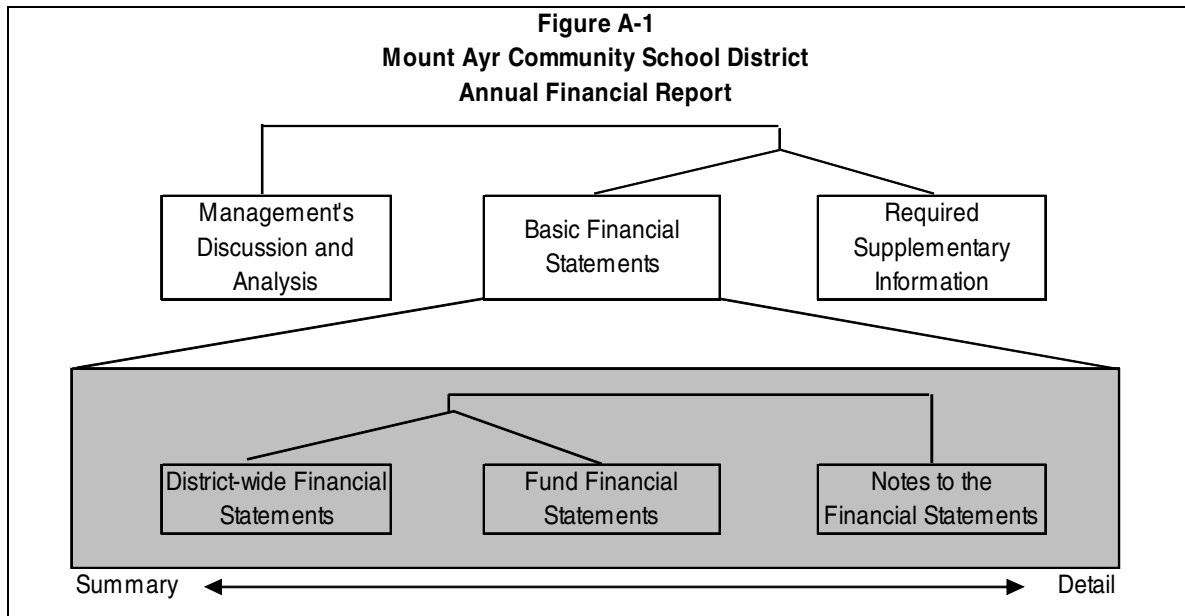 Figure A-1
Mount Ayr Community School District
Annual Financial Report
Management's
Discussion and
Analysis
Basic Financial
Statements
Required
Supplementary
Information
District-wide Financial
Statements
Fund Financial
Statements
Notes to the
Financial Statements
Summary
Detail